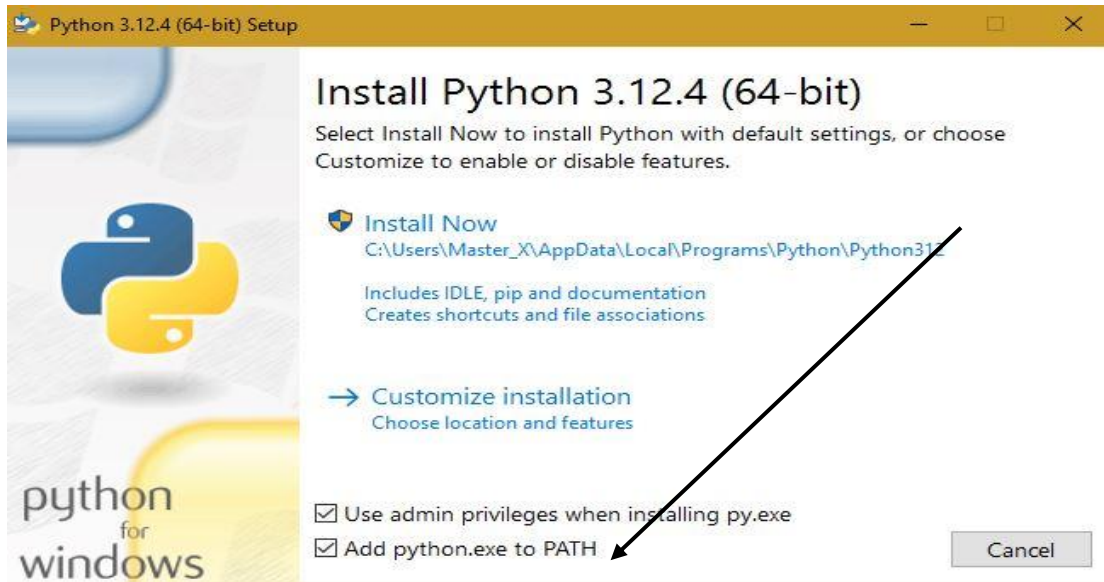 Python 3.12.4 (64-bit) Setup
Install Python 3.12.4 (64-bit)
Select Install Now to install Python with default settings, or choose
Customize to enable or disable features.
Install Now
C:\Users\Master_X\AppData\Local\Programs\Python\Python312
Includes IDLE, pip and documentation
Creates shortcuts and file associations
→ Customize installation
Choose location and features
python
for
windows
Use admin privileges when installing py.exe
Add python.exe to PATH
Cancel